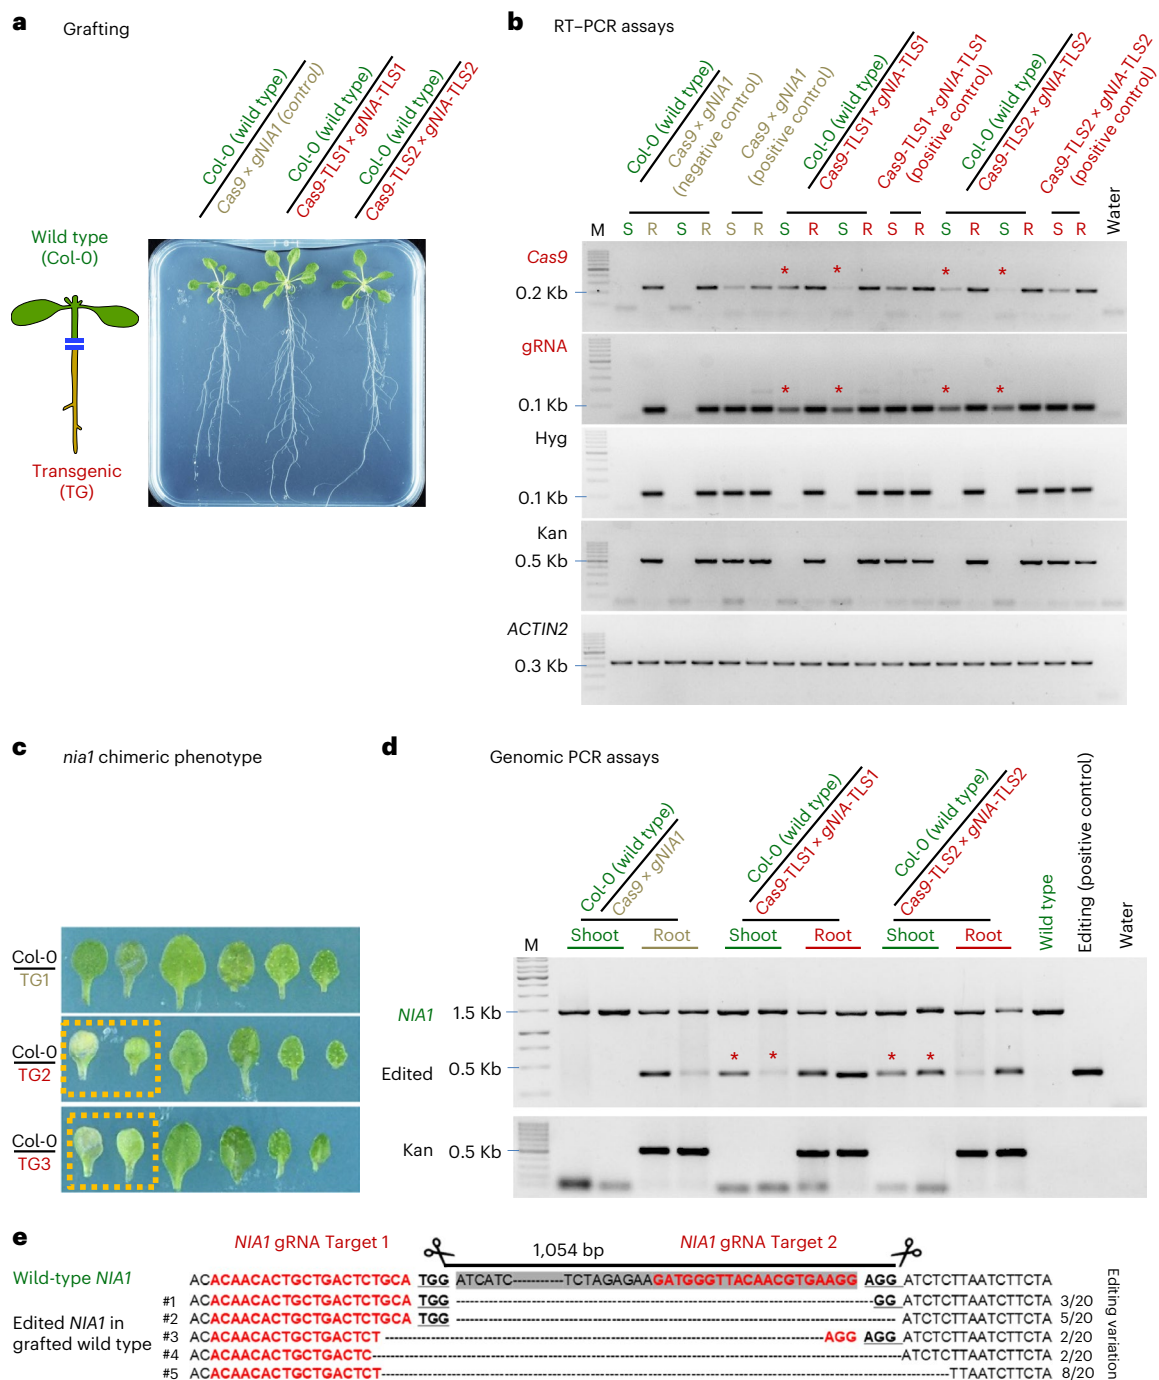 a Grafting
Col-0 (wild type)
Cas9 × gNIA1 (control)
Col-0 (wild type)
Cas9-TLS1 × gNIA-TLS1
Col-0 (wild type)
Cas9-TLS2 × gNIA-TLS2
Wild type
(Col-0)
Transgenic
(TG)
b RT–PCR assays
Col-0 (wild type)
Cas9 × gNIA1
(negative control)
Cas9 × gNIA1
(positive control)
Col-0 (wild type)
Cas9-TLS1 × gNIA-TLS1
Cas9-TLS1 × gNIA-TLS1
(positive control)
Col-0 (wild type)
Cas9-TLS2 × gNIA-TLS2
Cas9-TLS2 × gNIA-TLS2
(positive control)
Water
M S R S R S R S R S R S R S R S R S R
Cas9
* * * *
0.2 Kb
gRNA
* * * *
0.1 Kb
Hyg
0.1 Kb
Kan
0.5 Kb
ACTIN2
0.3 Kb
c nia1 chimeric phenotype
Col-0
TG1
Col-0
TG2
Col-0
TG3
d Genomic PCR assays
Col-0 (wild type)
Cas9 × gNIA1
Col-0 (wild type)
Cas9-TLS1 × gNIA-TLS1
Col-0 (wild type)
Cas9-TLS2 × gNIA-TLS2
Wild type
Editing (positive control)
Water
M Shoot Root Shoot Root Shoot Root
NIA1 1.5 Kb
* * * *
Edited 0.5 Kb
Kan 0.5 Kb
e NIA1 gRNA Target 1 1,054 bp NIA1 gRNA Target 2
Wild-type NIA1 ACACAACACTGCTGACTCTGCA TGG ATCATC---------TCTAGAGAAGATGGGTTACAACGTGAAGG AGG ATCTCTTAATCTTCTA
Edited NIA1 in
grafted wild type
#1 ACACAACACTGCTGACTCTGCA TGG ---------- GG ATCTCTTAATCTTCTA 3/20
#2 ACACAACACTGCTGACTCTGCA TGG ---------- ATCTCTTAATCTTCTA 5/20
#3 ACACAACACTGCTGACTCT---------- AGG AGG ATCTCTTAATCTTCTA 2/20
#4 ACACAACACTGCTGACTC----------ATCTCTTAATCTTCTA 2/20
#5 ACACAACACTGCTGACTCT----------TTAATCTTCTA 8/20
Editing variation